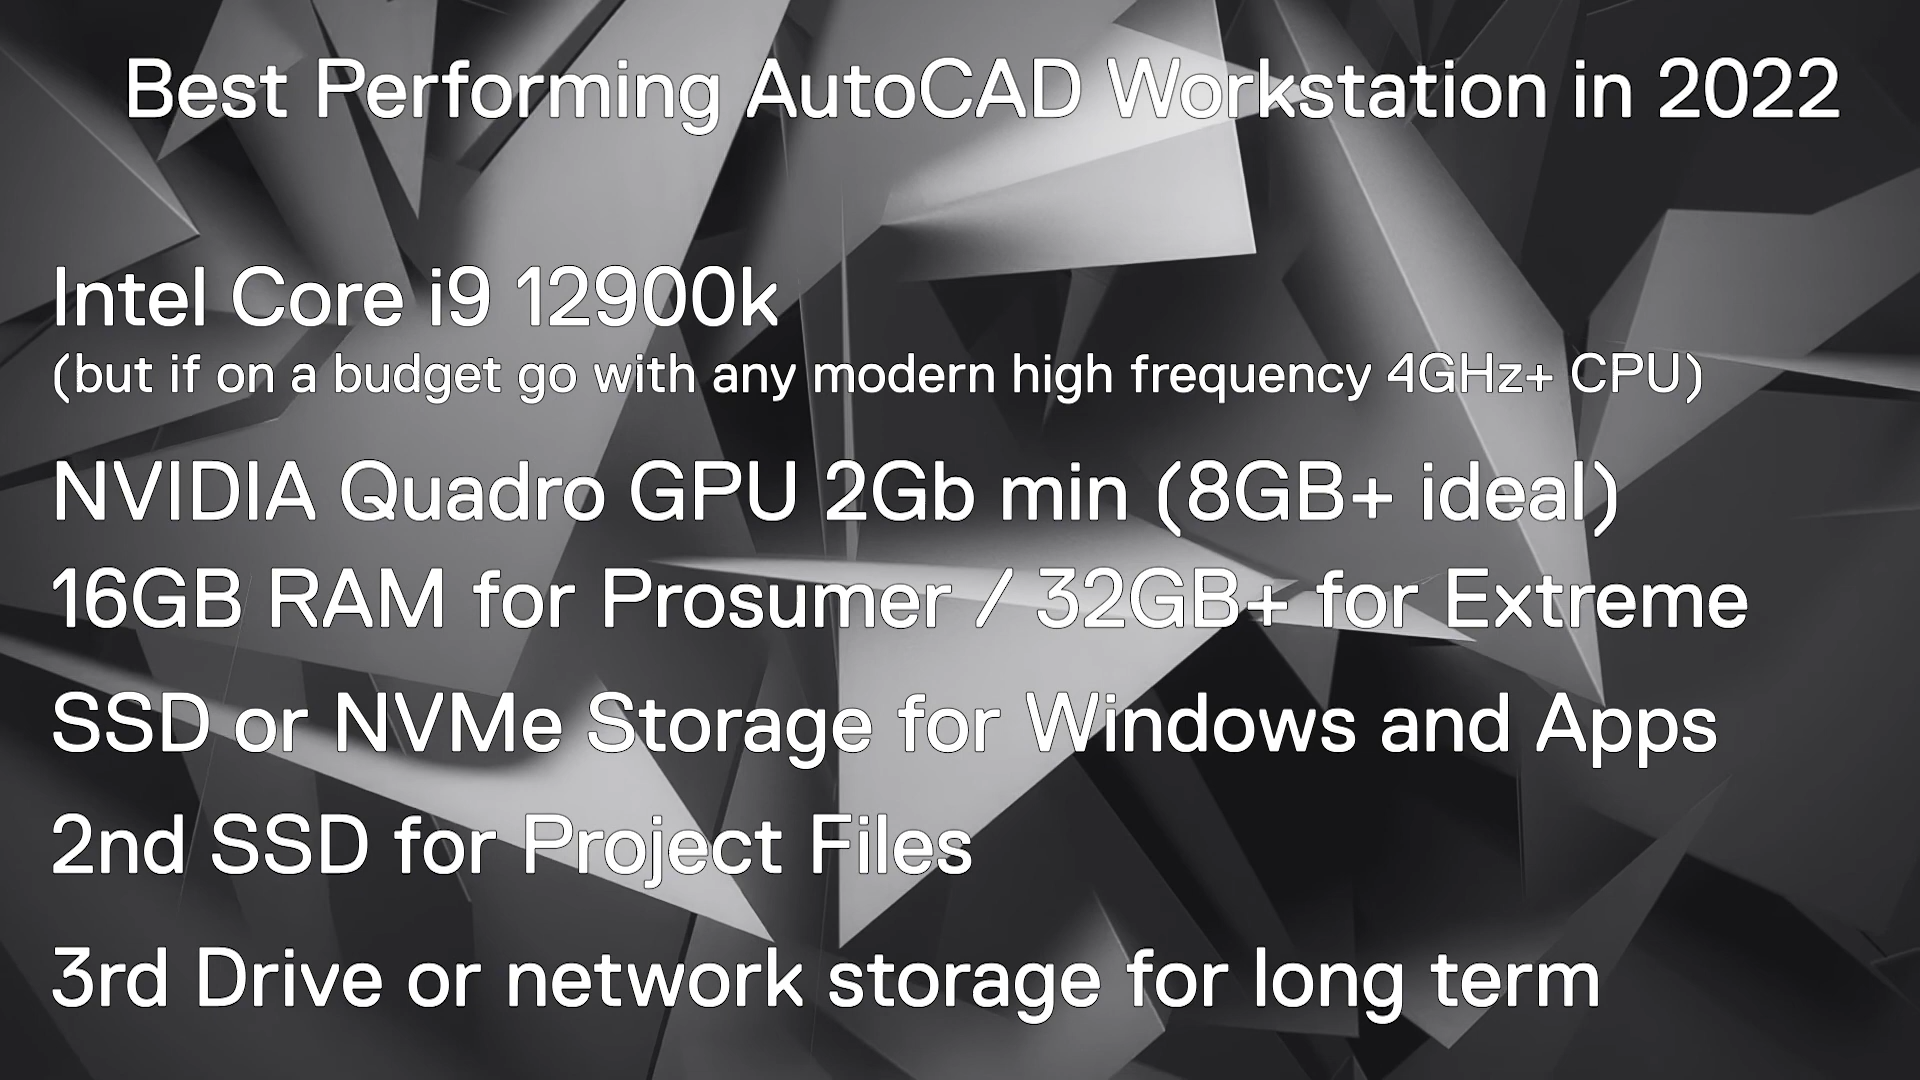 Best Performing AutoCAD Workstation in 2022
Intel Core i9 12900k
(but if on a budget go with any modern high frequency 4GHz+ CPU)
NVIDIA Quadro GPU 2Gb min (8GB+ ideal)
16GB RAM for Prosumer / 32GB+ for Extreme
SSD or NVMe Storage for Windows and Apps
2nd SSD for Project Files
3rd Drive or network storage for long term